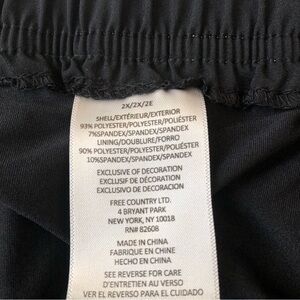 2X/2X/2E
SHELL/EXTÉRIEUR/EXTERIOR
93% POLYESTER/POLYESTER/POLIÉSTER
7%SPANDEX/SPANDEX/SPANDEX
LINING/DOUBLURE/FORRO
90% POLYESTER/POLYESTER/POLIÉSTER
10%SPANDEX/SPANDEX/SPANDEX
EXCLUSIVE OF DECORATION
EXCLUSIF DE DÉCORATION
EXCLUSIVO DE DECORACION
FREE COUNTRY LTD.
4 BRYANT PARK
NEW YORK, NY 10018
RN# 82608
MADE IN CHINA
FABRIQUÉ EN CHINE
HECHO EN CHINA
SEE REVERSE FOR CARE
D'ENTRETIEN AU VERSO
VER EL REVERSO PARA EL CUIDADO